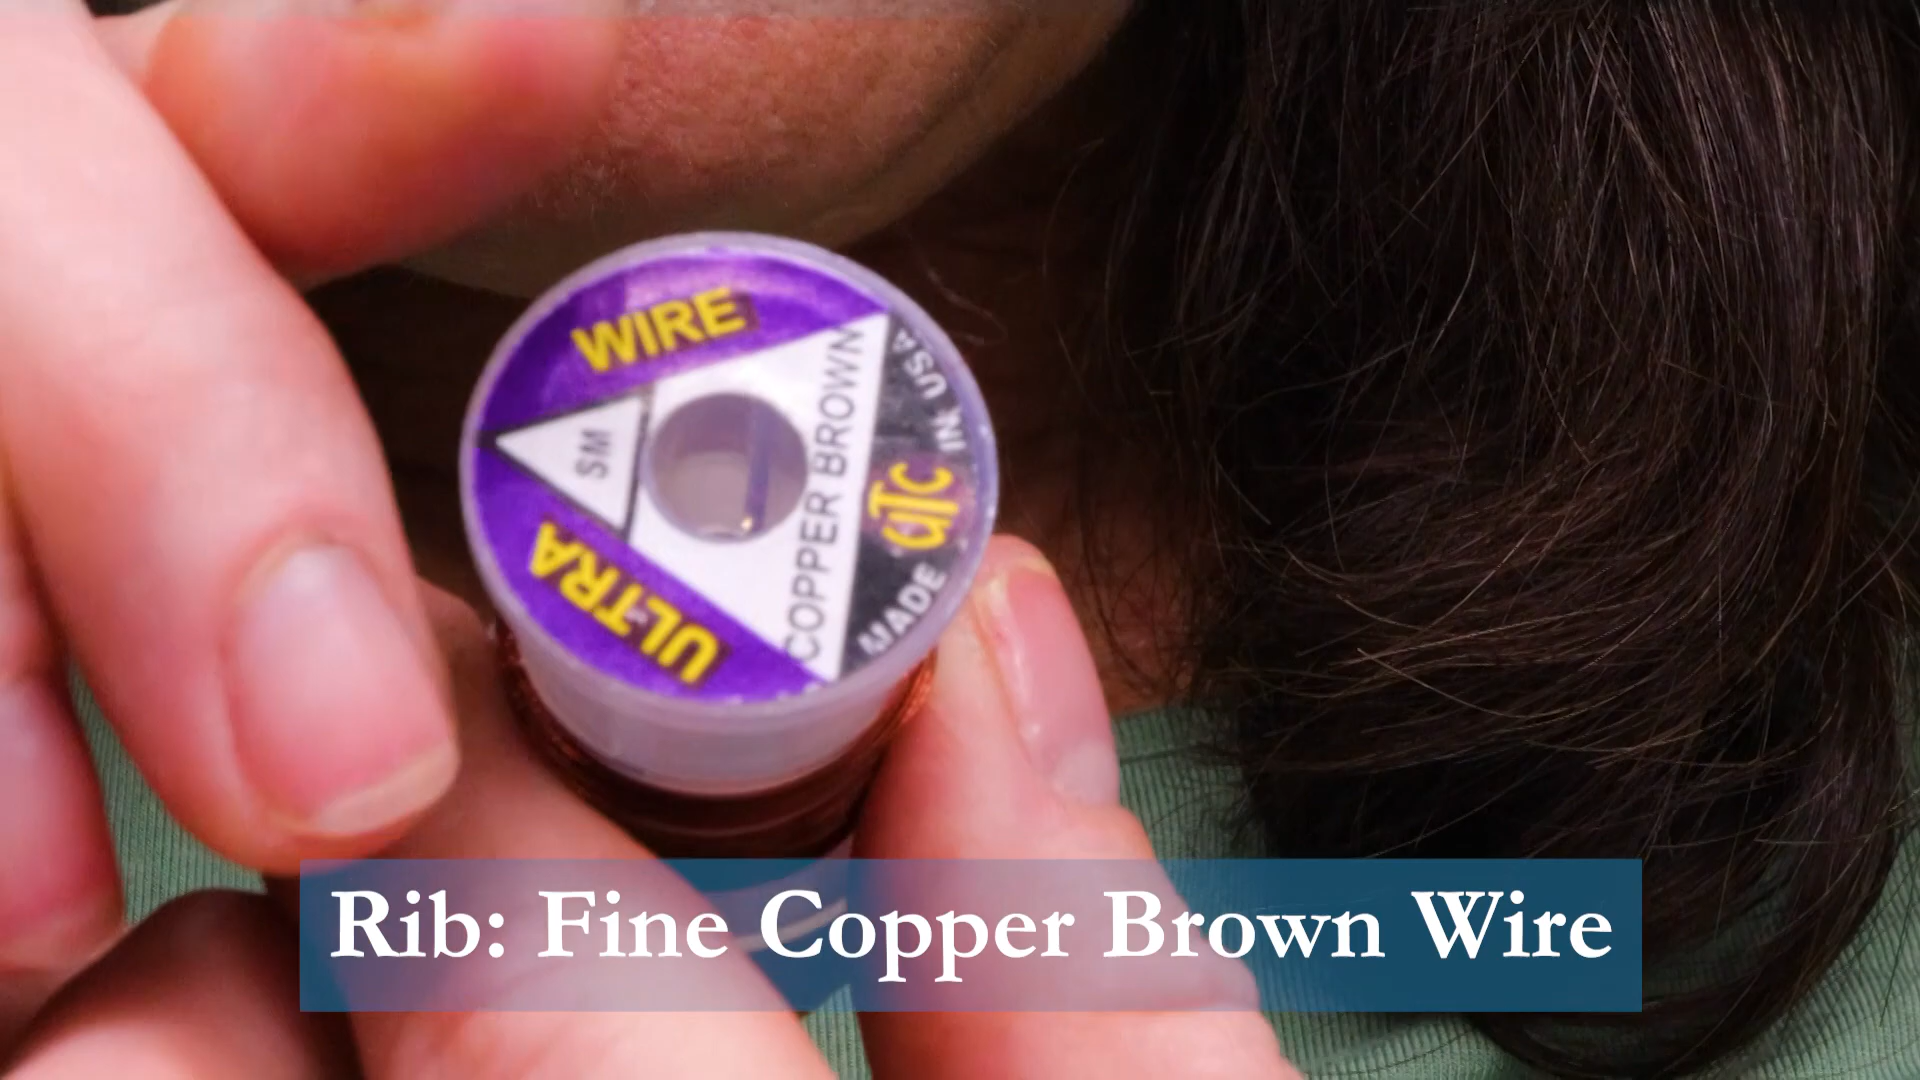 WIRE
SM
COPPER BROWN
ULTRA
MADE IN USA
UTC
Rib: Fine Copper Brown Wire